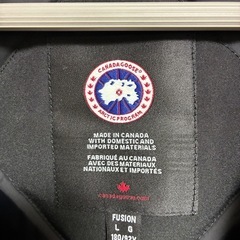 CANADA GOOSE
ARCTIC PROGRAM
MADE IN CANADA
WITH DOMESTIC AND
IMPORTED MATERIALS
FABRIQUÉ AU CANADA
AVEC DES MATERIAUX
NATIONAUX ET IMPORTÉS
FUSION
L G